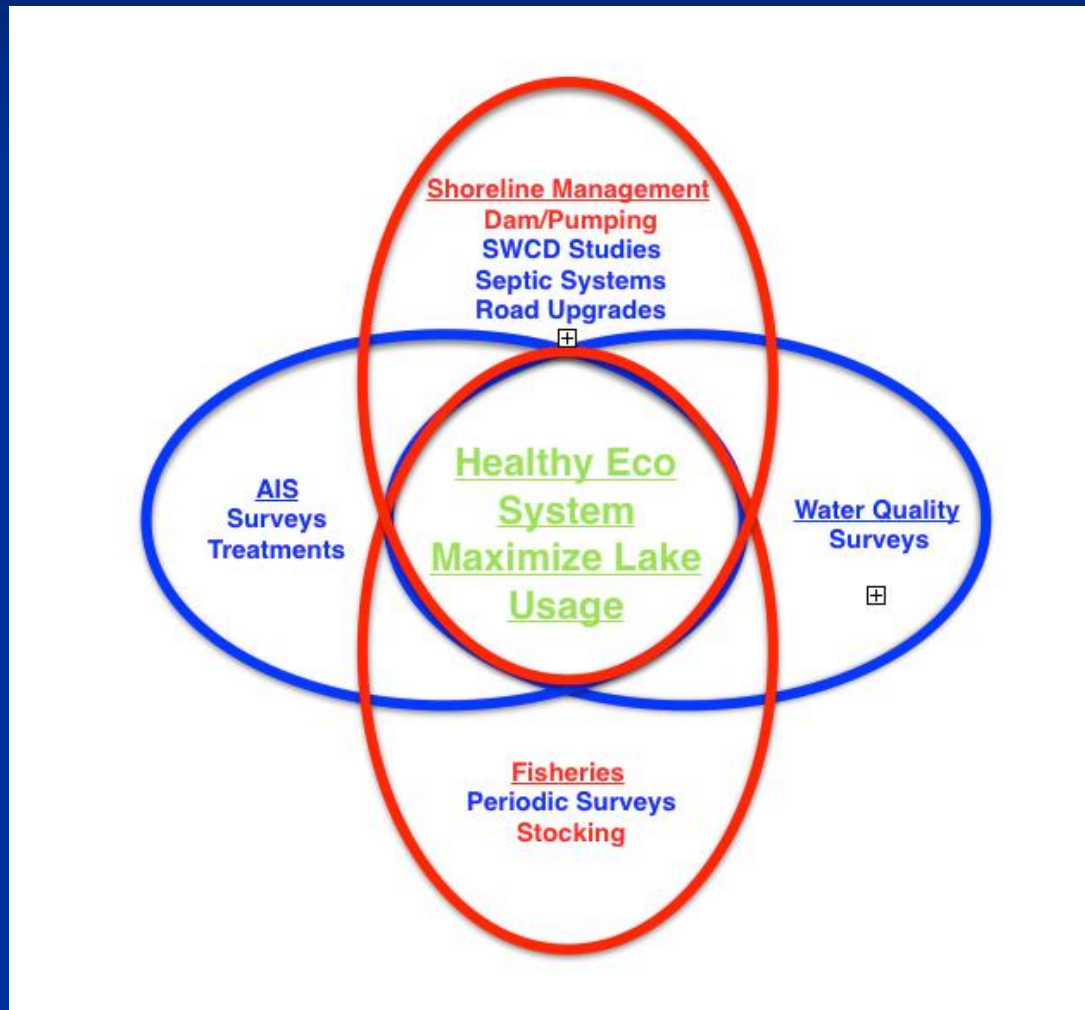 Shoreline Management
Dam/Pumping
SWCD Studies
Septic Systems
Road Upgrades
AIS
Surveys
Treatments
Healthy Eco
System
Maximize Lake
Usage
Water Quality
Surveys
Fisheries
Periodic Surveys
Stocking